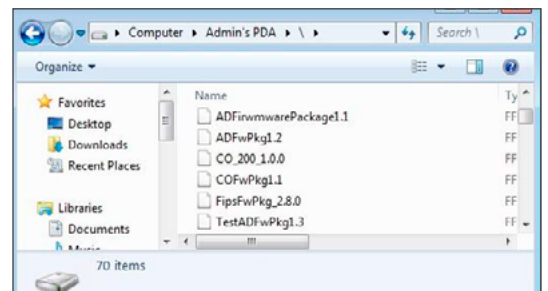 Computer ▸ Admin's PDA ▸ \ ▸
Search \
Organize
Name
Ty
Favorites
Desktop
Downloads
Recent Places
Libraries
Documents
ADFirwmwarePackage1.1 FF
ADFwPkg1.2 FF
CO_200_1.0.0 FF
COFwPkg1.1 FF
FipsFwPkg_2.8.0 FF
TestADFwPkg1.3 FF
70 items